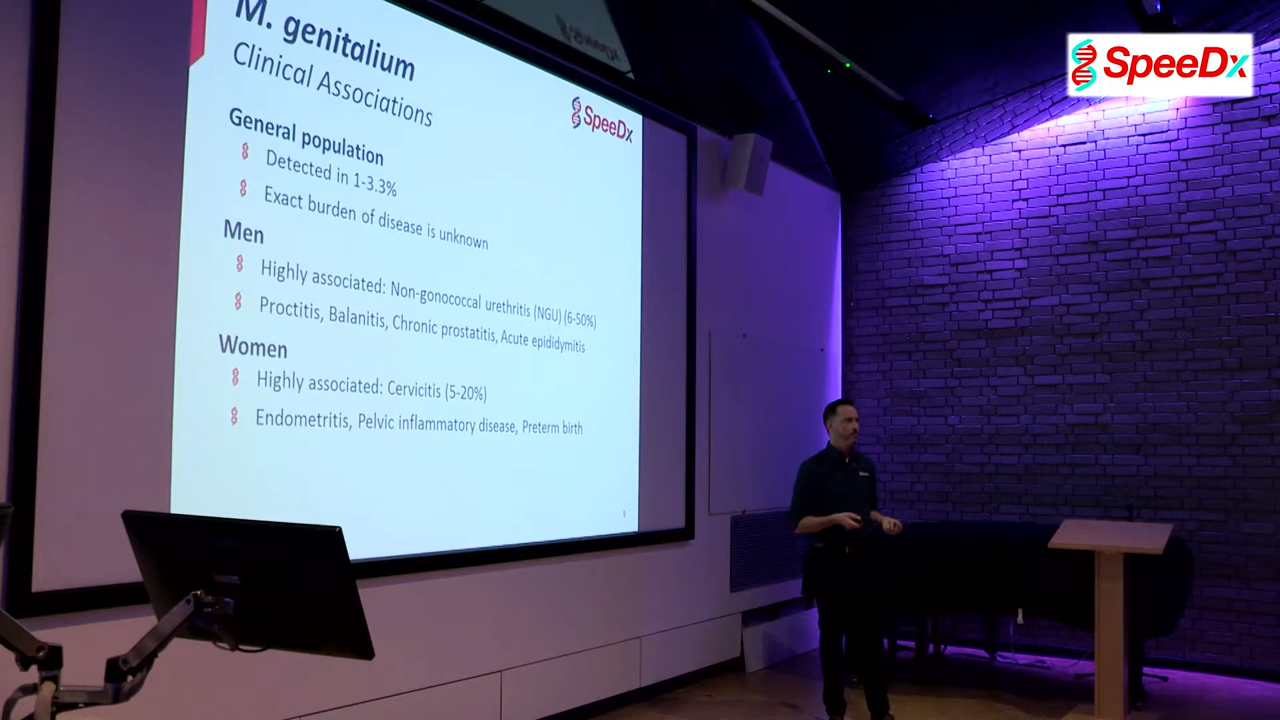 SpeeDx
M. genitalium
Clinical Associations
SpeeDx
General population
Detected in 1-3.3%
Exact burden of disease is unknown
Men
Highly associated: Non-gonococcal urethritis (NGU) (6-50%)
Proctitis, Balanitis, Chronic prostatitis, Acute epididymitis
Women
Highly associated: Cervicitis (5-20%)
Endometritis, Pelvic inflammatory disease, Preterm birth